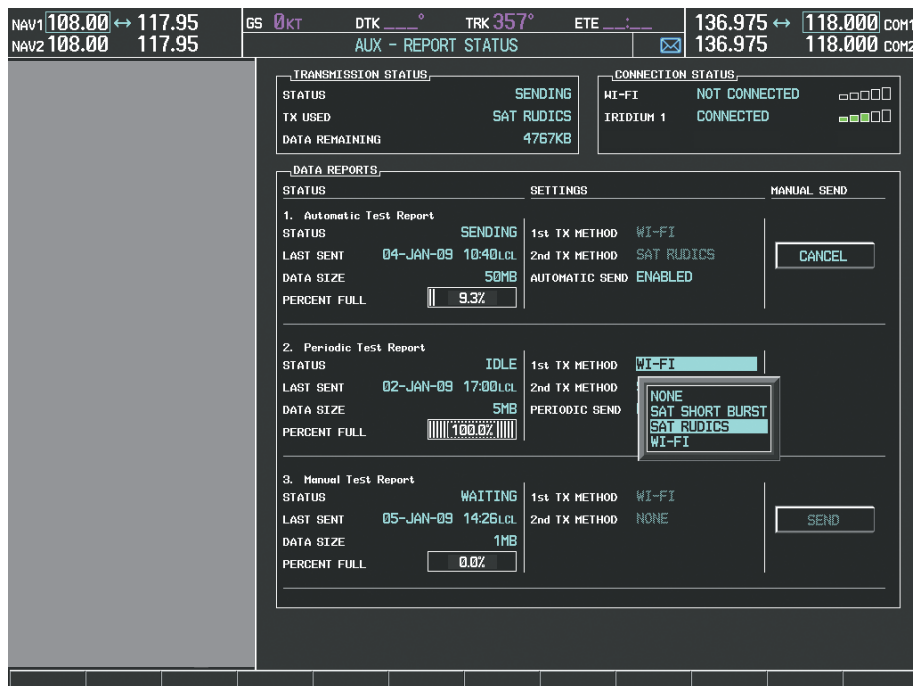 NAV1 108.00 ↔ 117.95 GS 0KT DTK ___° TRK 357° ETE __:__ 136.975 ↔ 118.000 COM1
NAV2 108.00 117.95 AUX - REPORT STATUS 136.975 118.000 COM2
TRANSMISSION STATUS CONNECTION STATUS
STATUS SENDING WI-FI NOT CONNECTED
TX USED SAT RUDICS IRIDIUM 1 CONNECTED
DATA REMAINING 4767KB
DATA REPORTS
STATUS SETTINGS MANUAL SEND
1. Automatic Test Report
STATUS SENDING 1st TX METHOD WI-FI
LAST SENT 04-JAN-09 10:40LCL 2nd TX METHOD SAT RUDICS CANCEL
DATA SIZE 50MB AUTOMATIC SEND ENABLED
PERCENT FULL 9.3%
2. Periodic Test Report
STATUS IDLE 1st TX METHOD WI-FI
LAST SENT 02-JAN-09 17:00LCL 2nd TX METHOD
NONE
DATA SIZE 5MB PERIODIC SEND SAT SHORT BURST
SAT RUDICS
PERCENT FULL 100.0%
WI-FI
3. Manual Test Report
STATUS WAITING 1st TX METHOD WI-FI
LAST SENT 05-JAN-09 14:26LCL 2nd TX METHOD NONE SEND
DATA SIZE 1MB
PERCENT FULL 0.0%